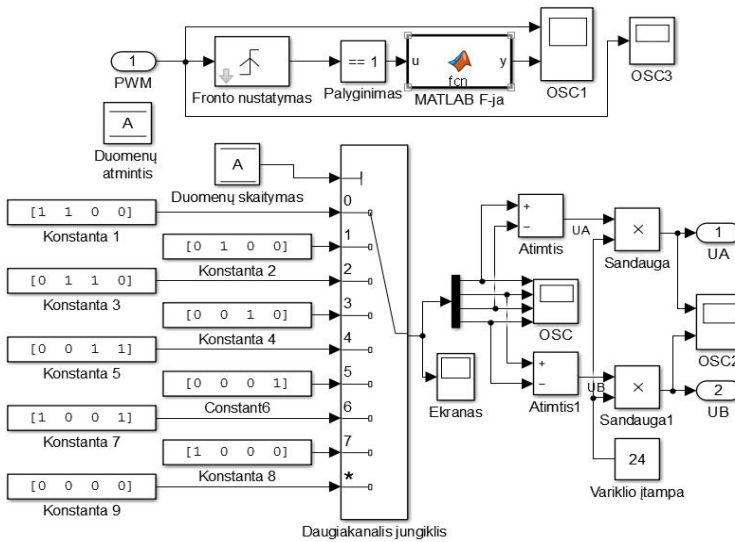 1
PWM
Fronto nustatymas
== 1
Palyginimas
u
fcn
y
MATLAB F-ja
OSC1
OSC3
A
Duomenų
atmintis
A
Duomenų skaitymas
[1 1 0 0]
Konstanta 1
[0 1 0 0]
Konstanta 2
[0 1 1 0]
Konstanta 3
[0 0 1 0]
Konstanta 4
[0 0 1 1]
Konstanta 5
[0 0 0 1]
Constant6
[1 0 0 1]
Konstanta 7
[1 0 0 0]
Konstanta 8
[0 0 0 0]
Konstanta 9
0
1
2
3
4
5
6
7
*
Daugiakanalis jungiklis
Ekranas
OSC
+
−
Atimtis
UA
×
Sandauga
1
UA
OSC2
+
−
Atimtis1
UB
×
Sandauga1
2
UB
24
Variklio įtampa